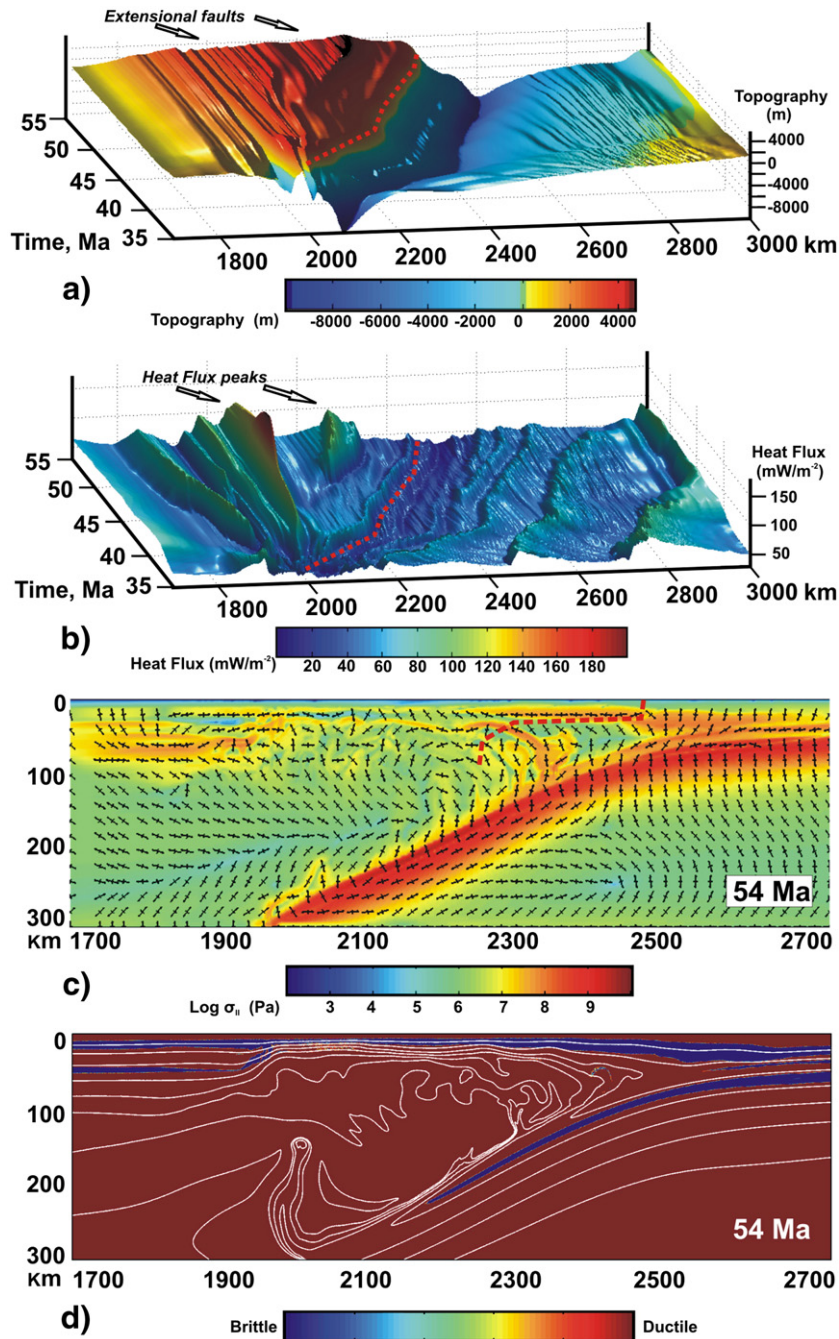 Extensional faults
Topography
(m)
4000
0
-4000
-8000
55
50
45
40
35
Time, Ma
1800
2000
2200
2400
2600
2800
3000 km
a)
Topography (m)
-8000 -6000 -4000 -2000 0 2000 4000
Heat Flux peaks
Heat Flux
(mW/m⁻²)
150
100
50
55
50
45
40
35
Time, Ma
1800
2000
2200
2400
2600
2800
3000 km
b)
Heat Flux (mW/m⁻²)
20 40 60 80 100 120 140 160 180
0
100
200
300
Km
54 Ma
1700 1900 2100 2300 2500 2700
c)
Log σII (Pa)
3 4 5 6 7 8 9
0
100
200
300
54 Ma
Km
1700 1900 2100 2300 2500 2700
d)
Brittle
Ductile